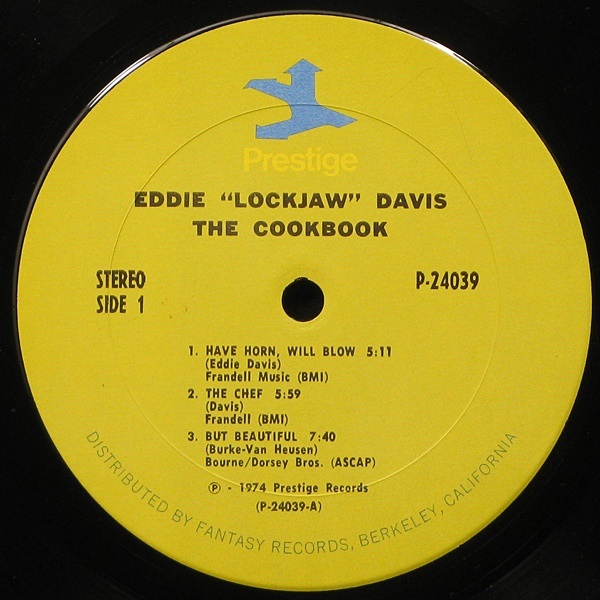 Prestige
EDDIE “LOCKJAW” DAVIS
THE COOKBOOK
STEREO
SIDE 1
P-24039
1. HAVE HORN, WILL BLOW 5:11
(Eddie Davis)
Frandell Music (BMI)
2. THE CHEF 5:59
(Davis)
Frandell (BMI)
3. BUT BEAUTIFUL 7:40
(Burke-Van Heusen)
Bourne/Dorsey Bros. (ASCAP)
℗ - 1974 Prestige Records
(P-24039-A)
DISTRIBUTED BY FANTASY RECORDS, BERKELEY, CALIFORNIA